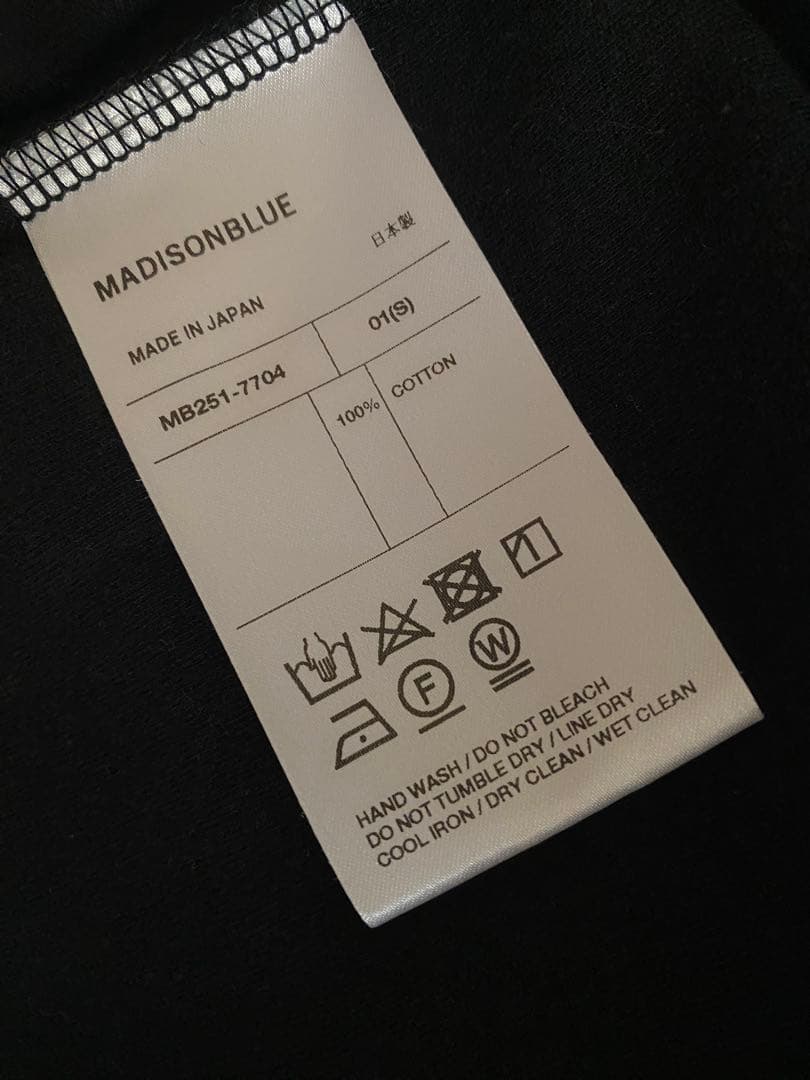 MADISONBLUE
MADE IN JAPAN 日本製
MB251-7704 01(S)
100% COTTON
F W
HAND WASH / DO NOT BLEACH
DO NOT TUMBLE DRY / LINE DRY
COOL IRON / DRY CLEAN / WET CLEAN